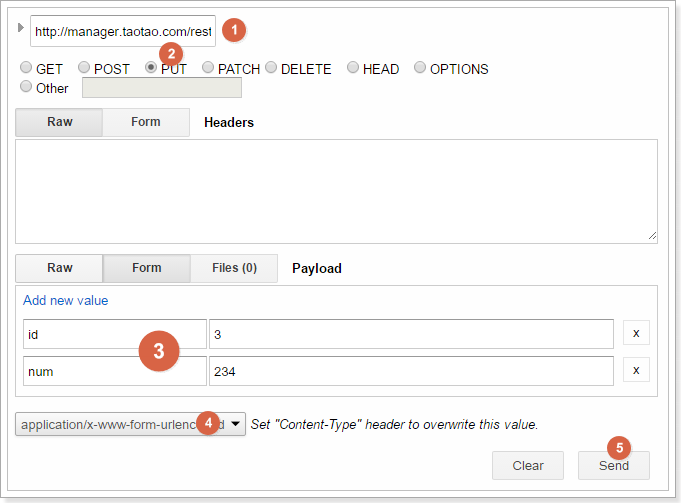 http://manager.taotao.com/rest 1
2
GET POST PUT PATCH DELETE HEAD OPTIONS
Other
Raw Form Headers
Raw Form Files (0) Payload
Add new value
id 3 x
3
num 234 x
application/x-www-form-urlenc 4 d Set "Content-Type" header to overwrite this value.
5
Clear Send